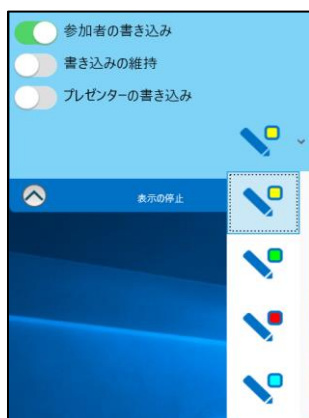 参加者の書き込み
書き込みの維持
プレゼンターの書き込み
表示の停止